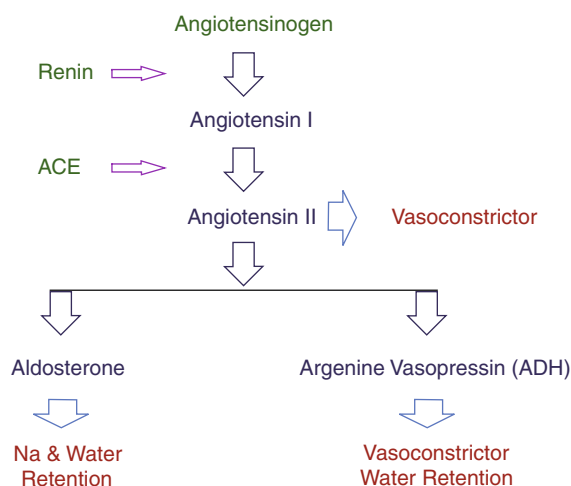 Angiotensinogen
Renin
Angiotensin I
ACE
Angiotensin II
Vasoconstrictor
Aldosterone
Argenine Vasopressin (ADH)
Na & Water
Retention
Vasoconstrictor
Water Retention